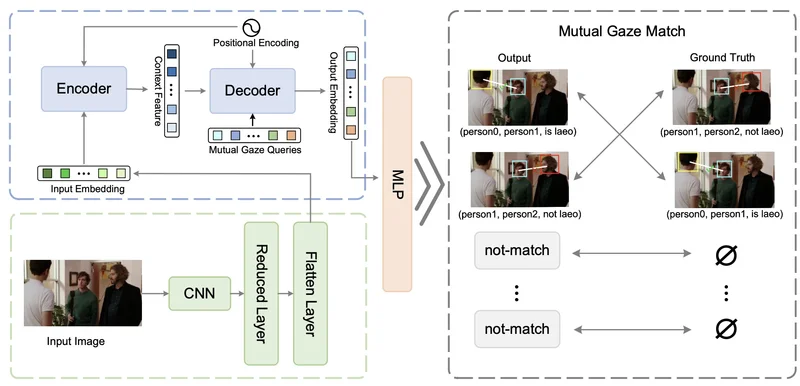 Positional Encoding
Encoder
Context Feature
Decoder
Output Embedding
Mutual Gaze Queries
Input Embedding
CNN
Reduced Layer
Flatten Layer
Input Image
MLP
Mutual Gaze Match
Output
Ground Truth
(person0, person1, is laeo)
(person1, person2, not laeo)
(person1, person2, not laeo)
(person0, person1, is laeo)
not-match
not-match